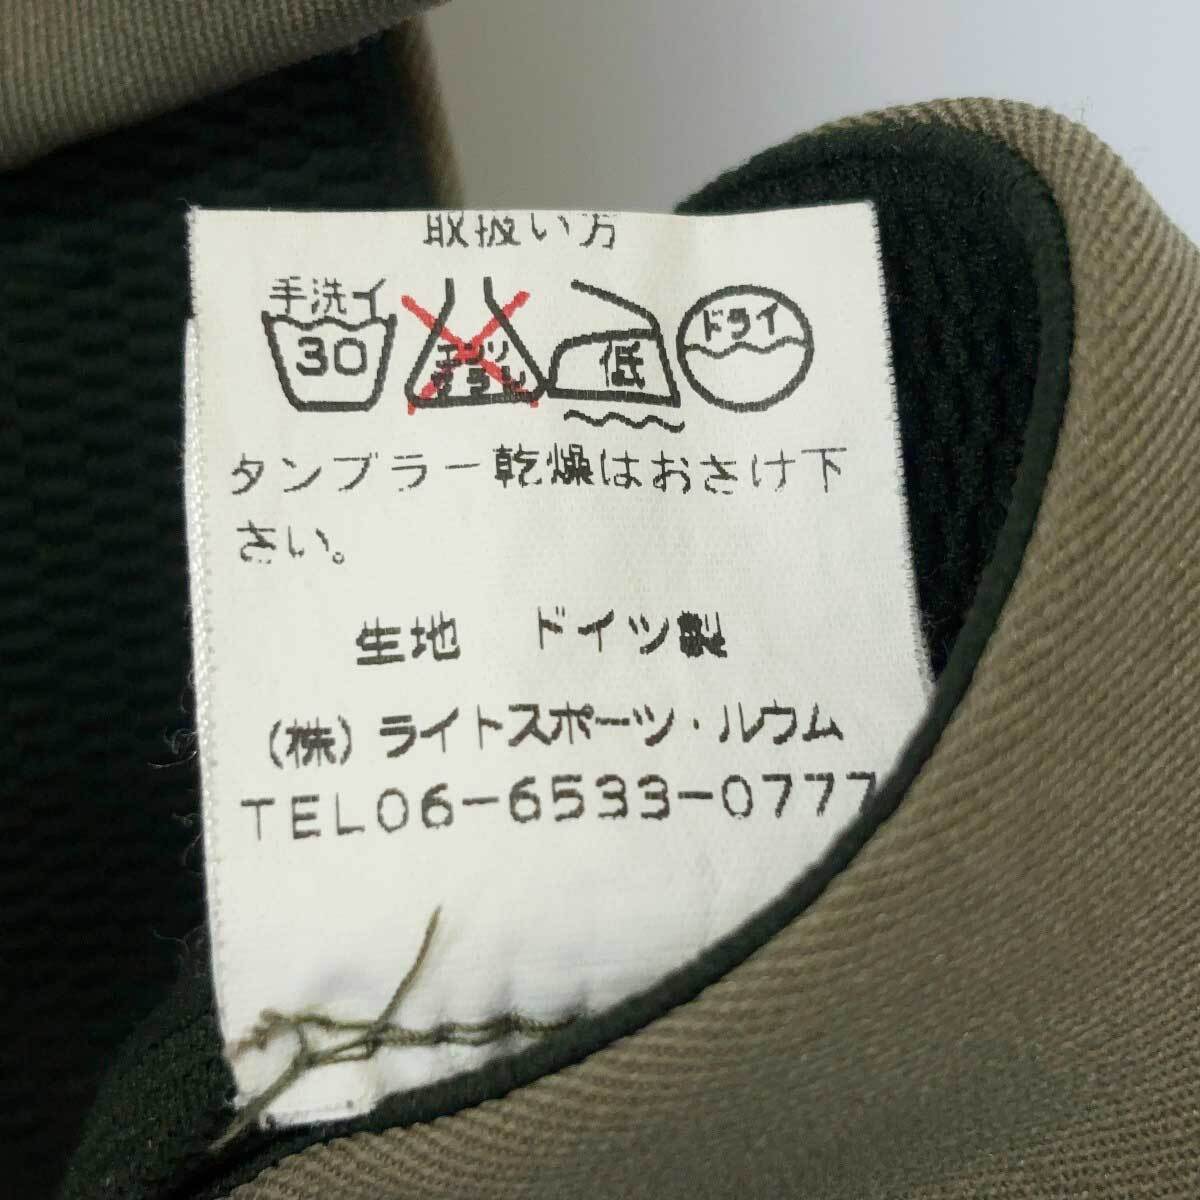 取扱い方
手洗イ
30
エンソ
サラシ
低
ドライ
タンブラー乾燥はおさけ下
さい。
生地 ドイツ製
(株)ライトスポーツ・ルウム
TEL06-6533-0777